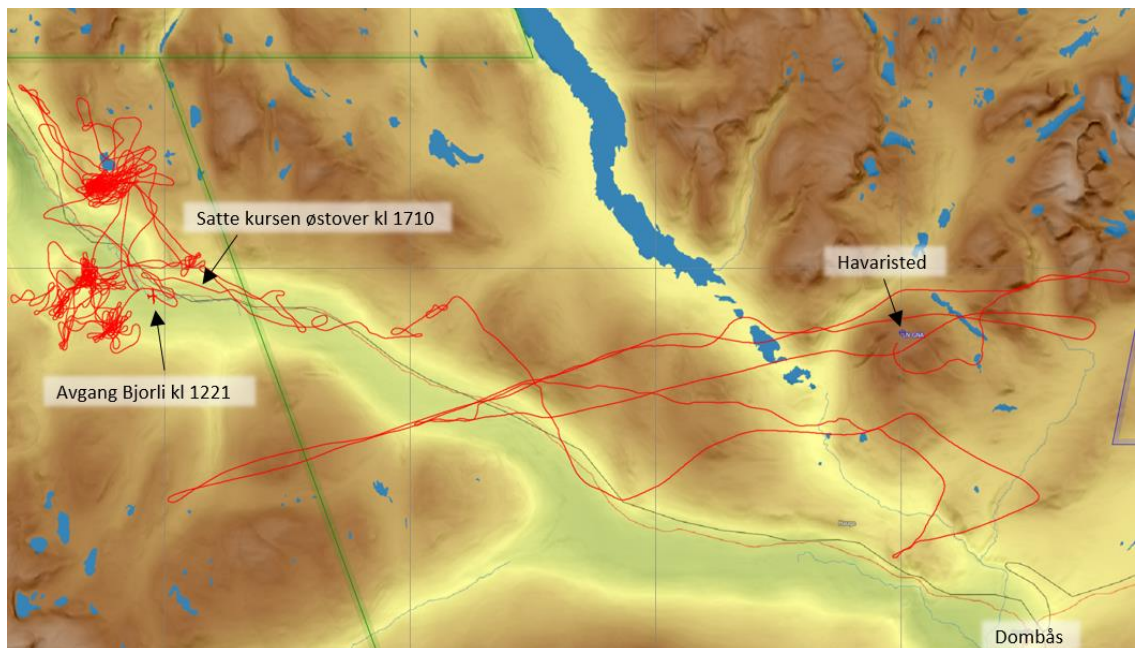 Satte kursen østover kl 1710
Havaristed
Avgang Bjorli kl 1221
Dombås